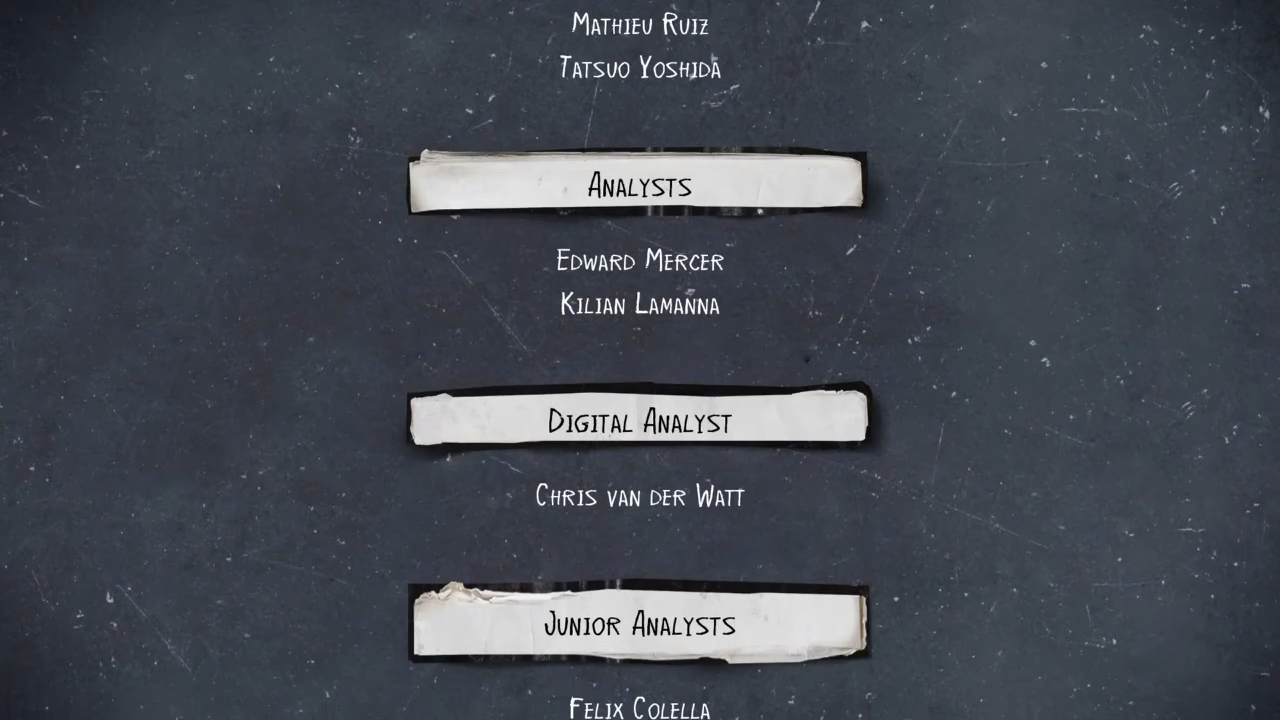 Mathieu Ruiz
Tatsuo Yoshida
Analysts
Edward Mercer
Kilian Lamanna
Digital Analyst
Chris van der Watt
Junior Analysts
Felix Colella